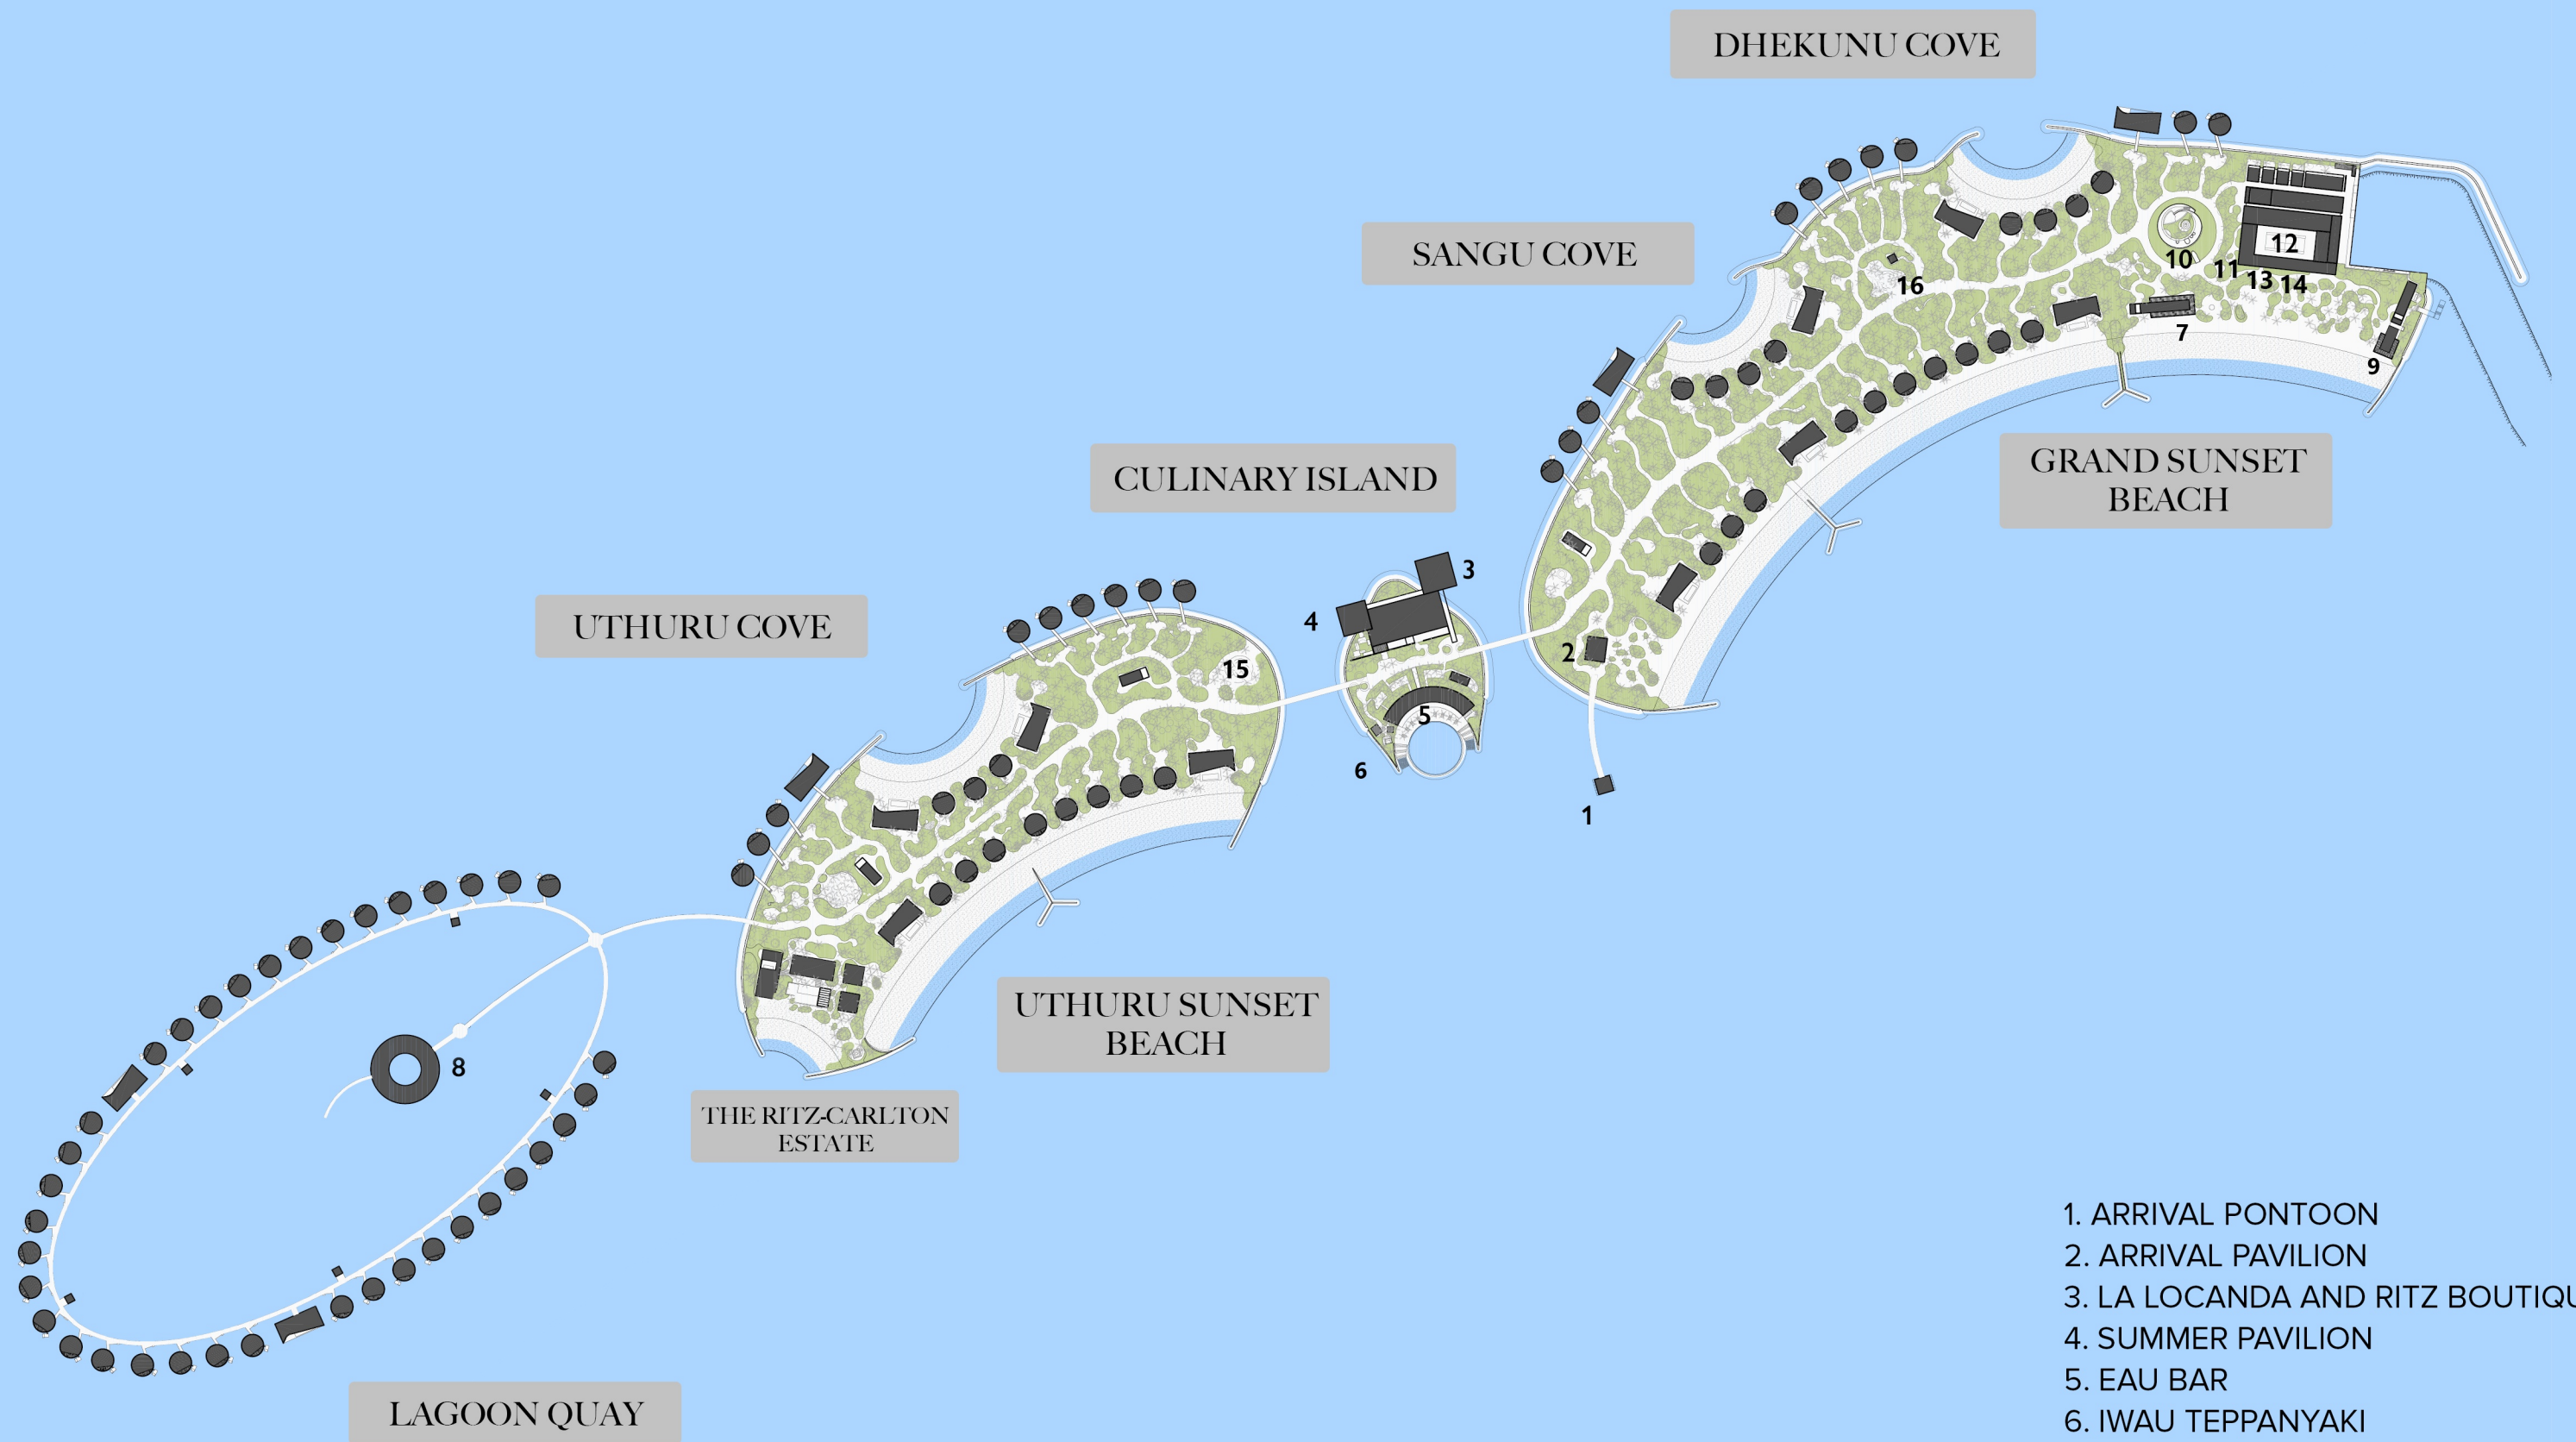 DHEKUNU COVE
SANGU COVE
12
10
11
13
14
16
7
9
GRAND SUNSET
BEACH
CULINARY ISLAND
3
4
UTHURU COVE
2
15
5
6
1
8
UTHURU SUNSET
BEACH
THE RITZ-CARLTON
ESTATE
LAGOON QUAY
1. ARRIVAL PONTOON
2. ARRIVAL PAVILION
3. LA LOCANDA AND RITZ BOUTIQU
4. SUMMER PAVILION
5. EAU BAR
6. IWAU TEPPANYAKI